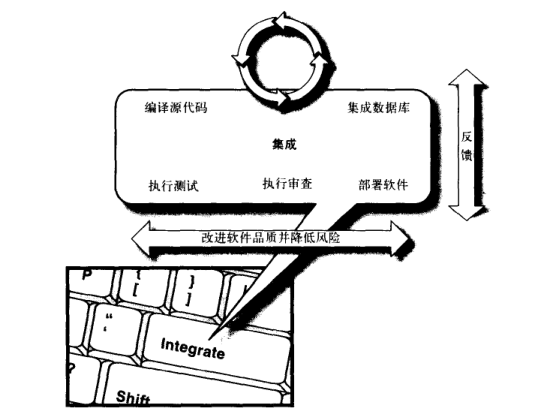 编译源代码 集成数据库
集成
执行测试 执行审查 部署软件
反馈
改进软件品质并降低风险
P { [ } ]
“ ‘ Integrate
? Shift